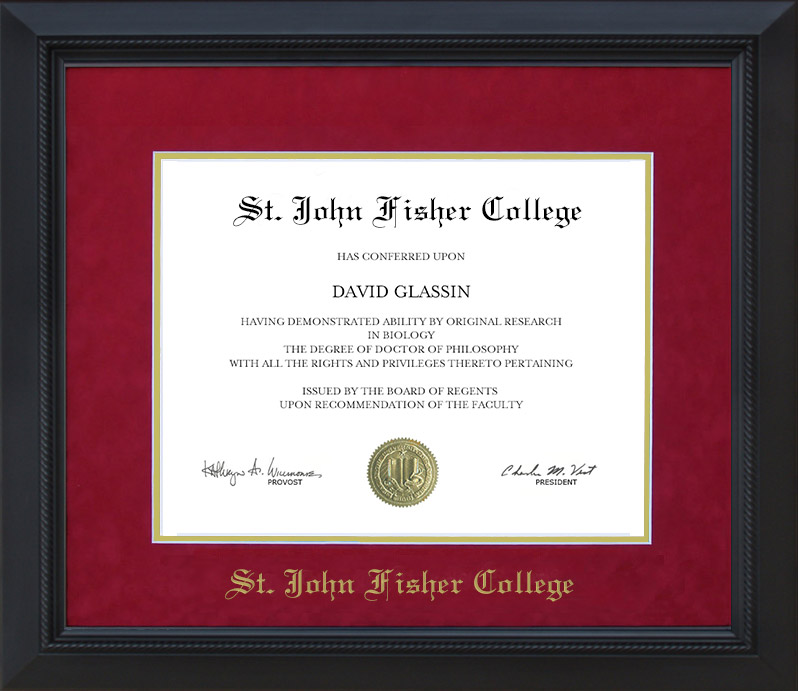 St. John Fisher College
HAS CONFERRED UPON
DAVID GLASSIN
HAVING DEMONSTRATED ABILITY BY ORIGINAL RESEARCH
IN BIOLOGY
THE DEGREE OF DOCTOR OF PHILOSOPHY
WITH ALL THE RIGHTS AND PRIVILEGES THERETO PERTAINING
ISSUED BY THE BOARD OF REGENTS
UPON RECOMMENDATION OF THE FACULTY
Charles M. Vest
PROVOST PRESIDENT
St. John Fisher College